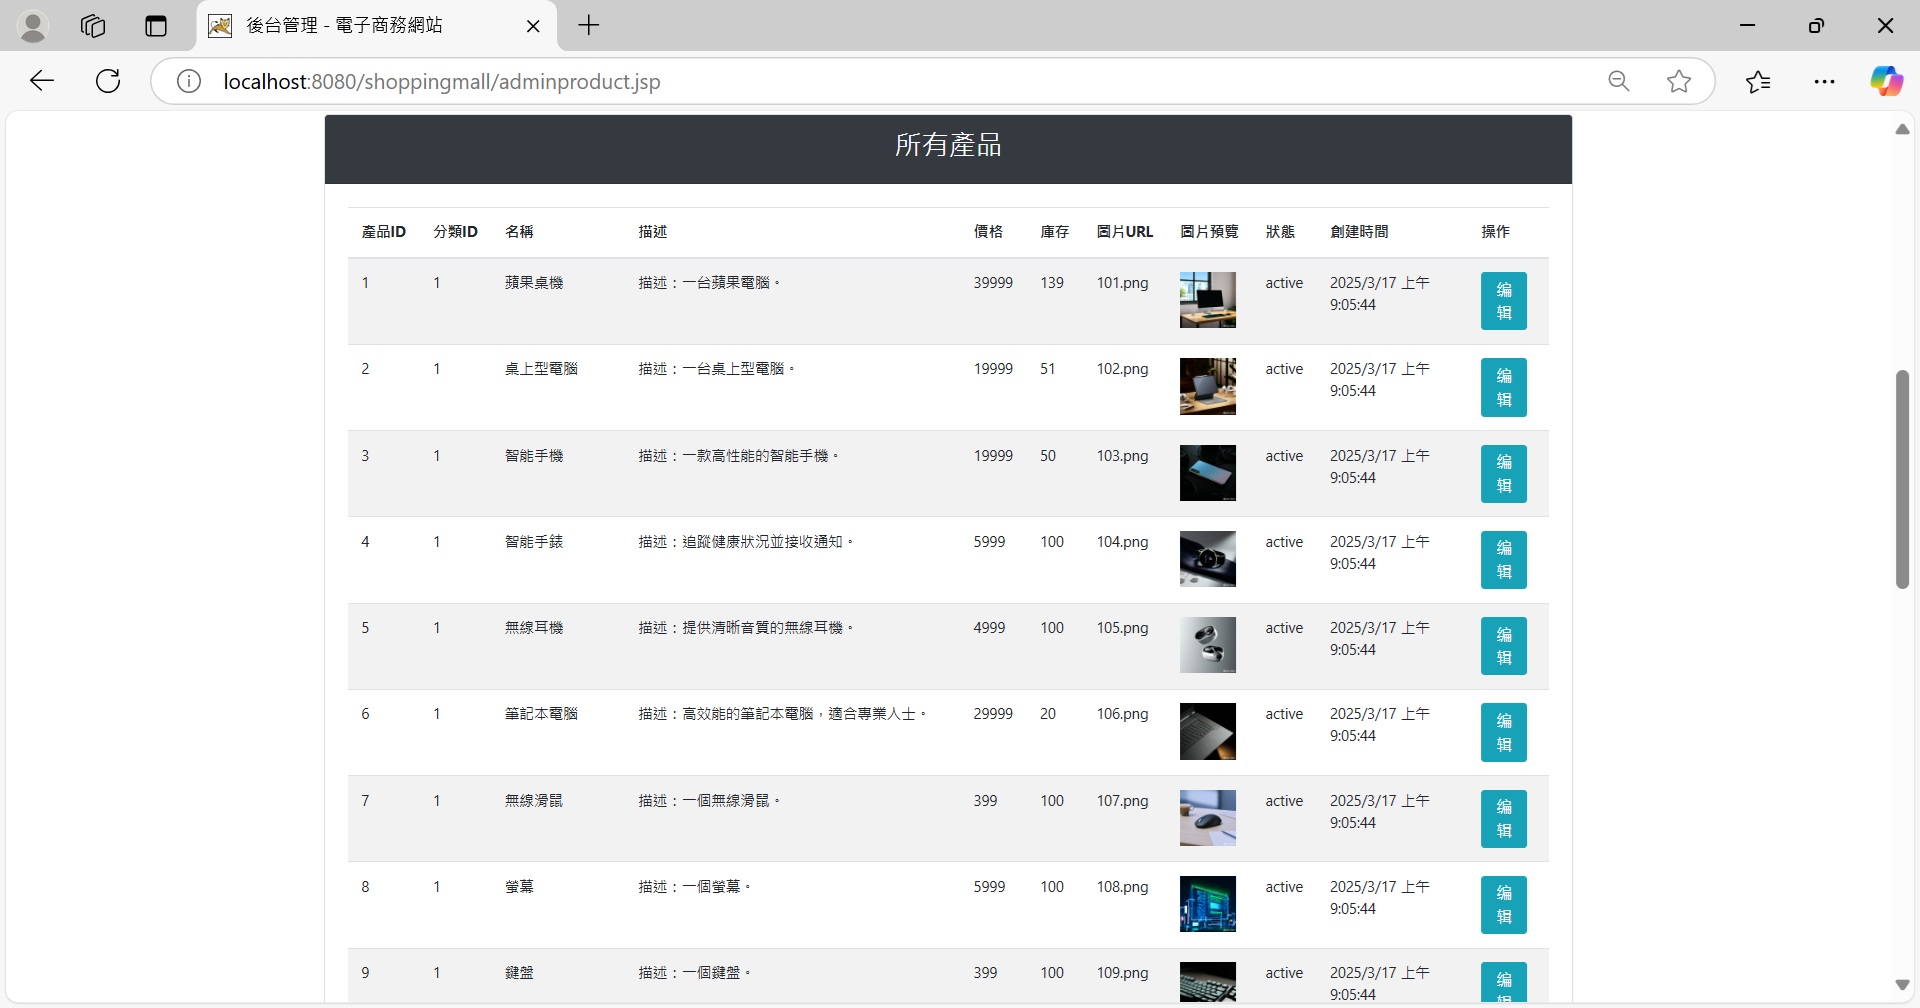 後台管理 - 電子商務網站
localhost:8080/shoppingmall/adminproduct.jsp
所有產品
產品ID 分類ID 名稱 描述 價格 庫存 圖片URL 圖片預覽 狀態 創建時間 操作
1 1 蘋果桌機 描述：一台蘋果電腦。 39999 139 101.png active 2025/3/17 上午
9:05:44
编
辑
2 1 桌上型電腦 描述：一台桌上型電腦。 19999 51 102.png active 2025/3/17 上午
9:05:44
编
辑
3 1 智能手機 描述：一款高性能的智能手機。 19999 50 103.png active 2025/3/17 上午
9:05:44
编
辑
4 1 智能手錶 描述：追蹤健康狀況並接收通知。 5999 100 104.png active 2025/3/17 上午
9:05:44
编
辑
5 1 無線耳機 描述：提供清晰音質的無線耳機。 4999 100 105.png active 2025/3/17 上午
9:05:44
编
辑
6 1 筆記本電腦 描述：高效能的筆記本電腦，適合專業人士。 29999 20 106.png active 2025/3/17 上午
9:05:44
编
辑
7 1 無線滑鼠 描述：一個無線滑鼠。 399 100 107.png active 2025/3/17 上午
9:05:44
编
辑
8 1 螢幕 描述：一個螢幕。 5999 100 108.png active 2025/3/17 上午
9:05:44
编
辑
9 1 鍵盤 描述：一個鍵盤。 399 100 109.png active 2025/3/17 上午
9:05:44
编